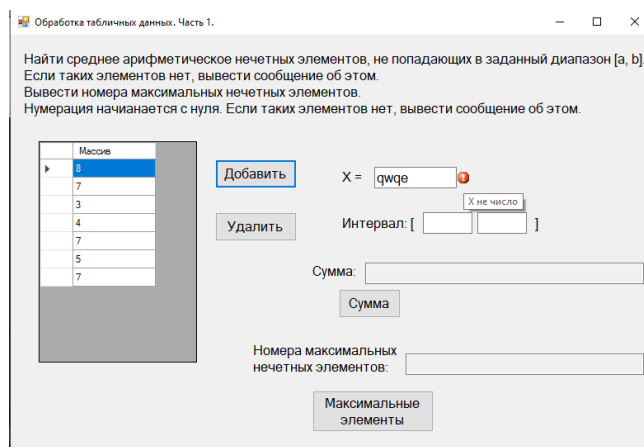 Обработка табличных данных. Часть 1.
Найти среднее арифметическое нечетных элементов, не попадающих в заданный диапазон [a, b]
Если таких элементов нет, вывести сообщение об этом.
Вывести номера максимальных нечетных элементов.
Нумерация начианается с нуля. Если таких элементов нет, вывести сообщение об этом.
Массив
8
7
3
4
7
5
7
Добавить
Удалить
X = qwqe
X не число
Интервал: [ ]
Сумма:
Сумма
Номера максимальных
нечетных элементов:
Максимальные
элементы